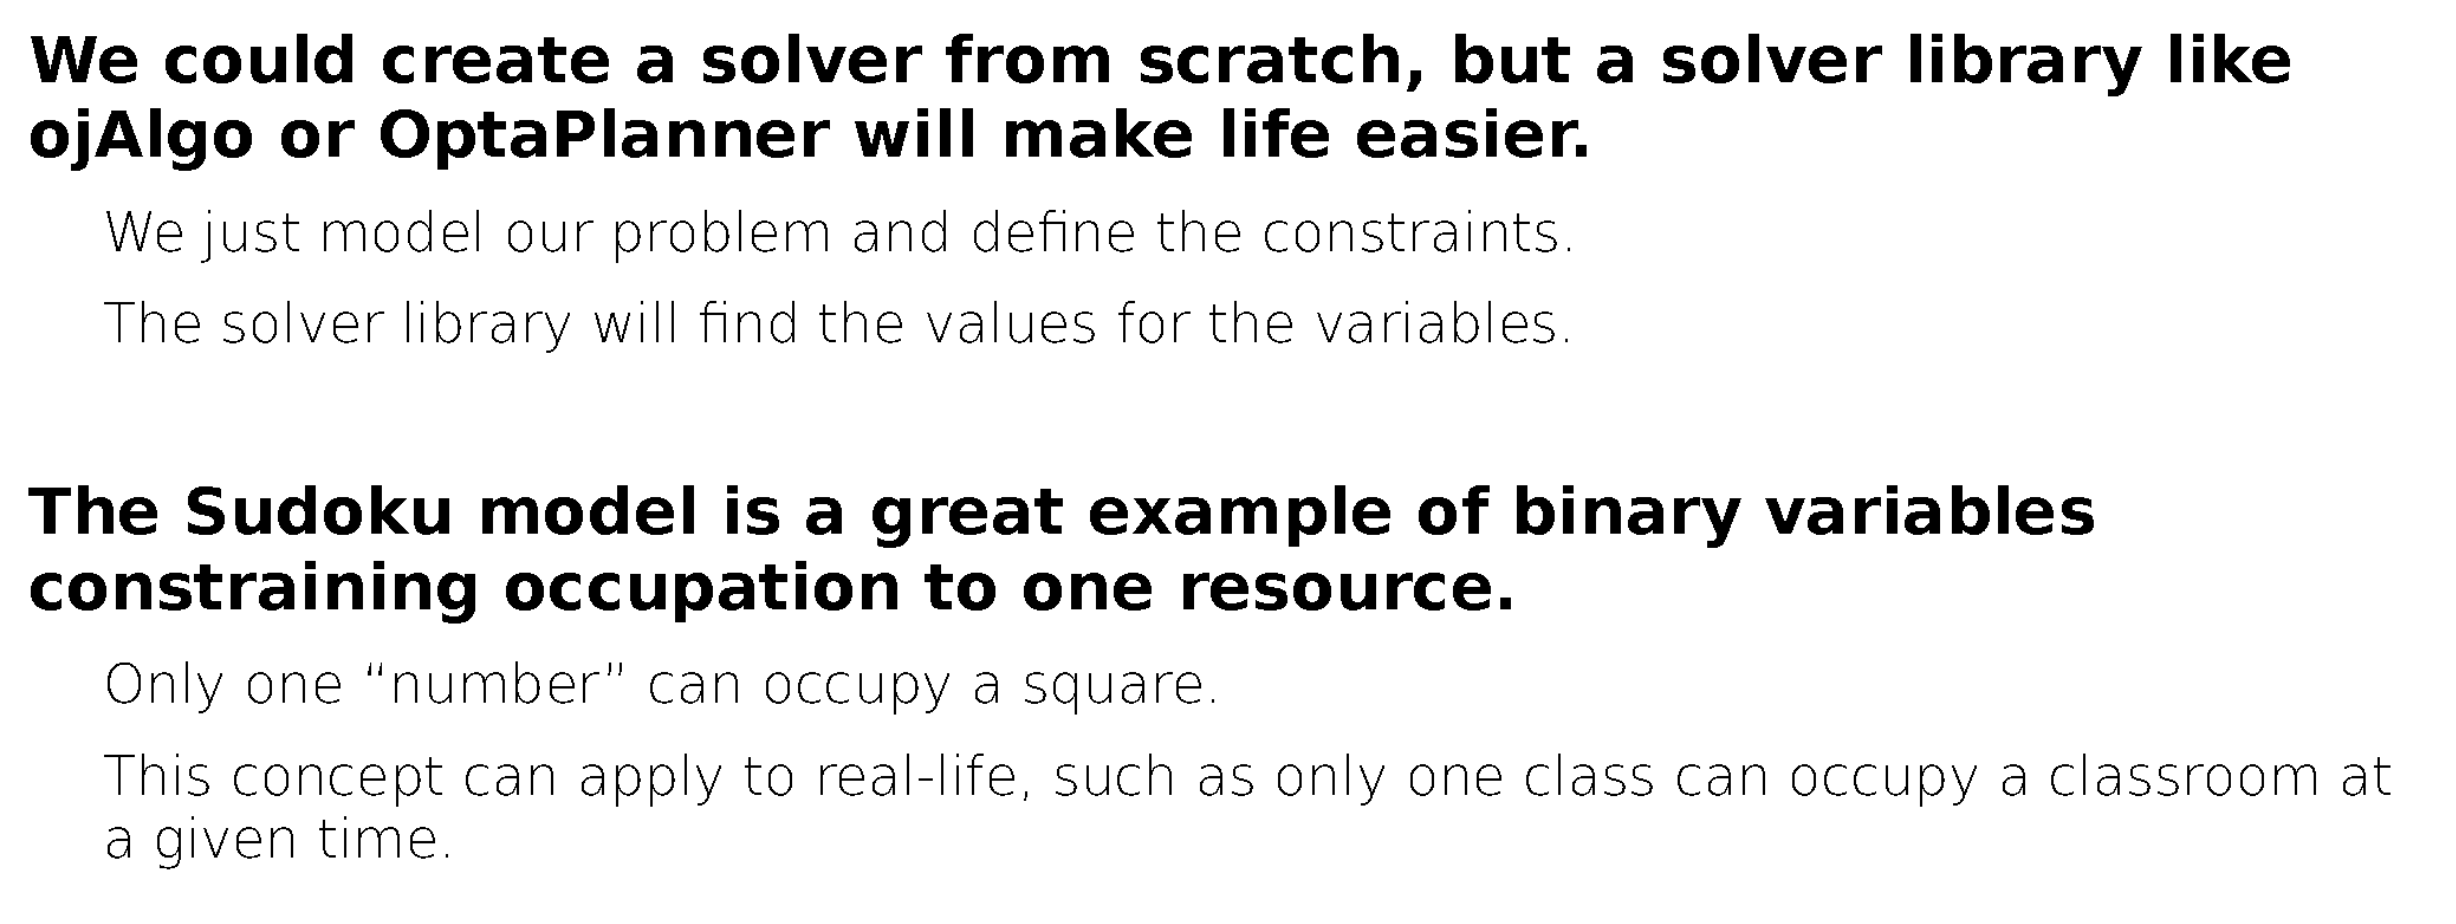 We could create a solver from scratch, but a solver library like
ojAlgo or OptaPlanner will make life easier.
We just model our problem and define the constraints.
The solver library will find the values for the variables.
The Sudoku model is a great example of binary variables
constraining occupation to one resource.
Only one “number” can occupy a square.
This concept can apply to real-life, such as only one class can occupy a classroom at
a given time.